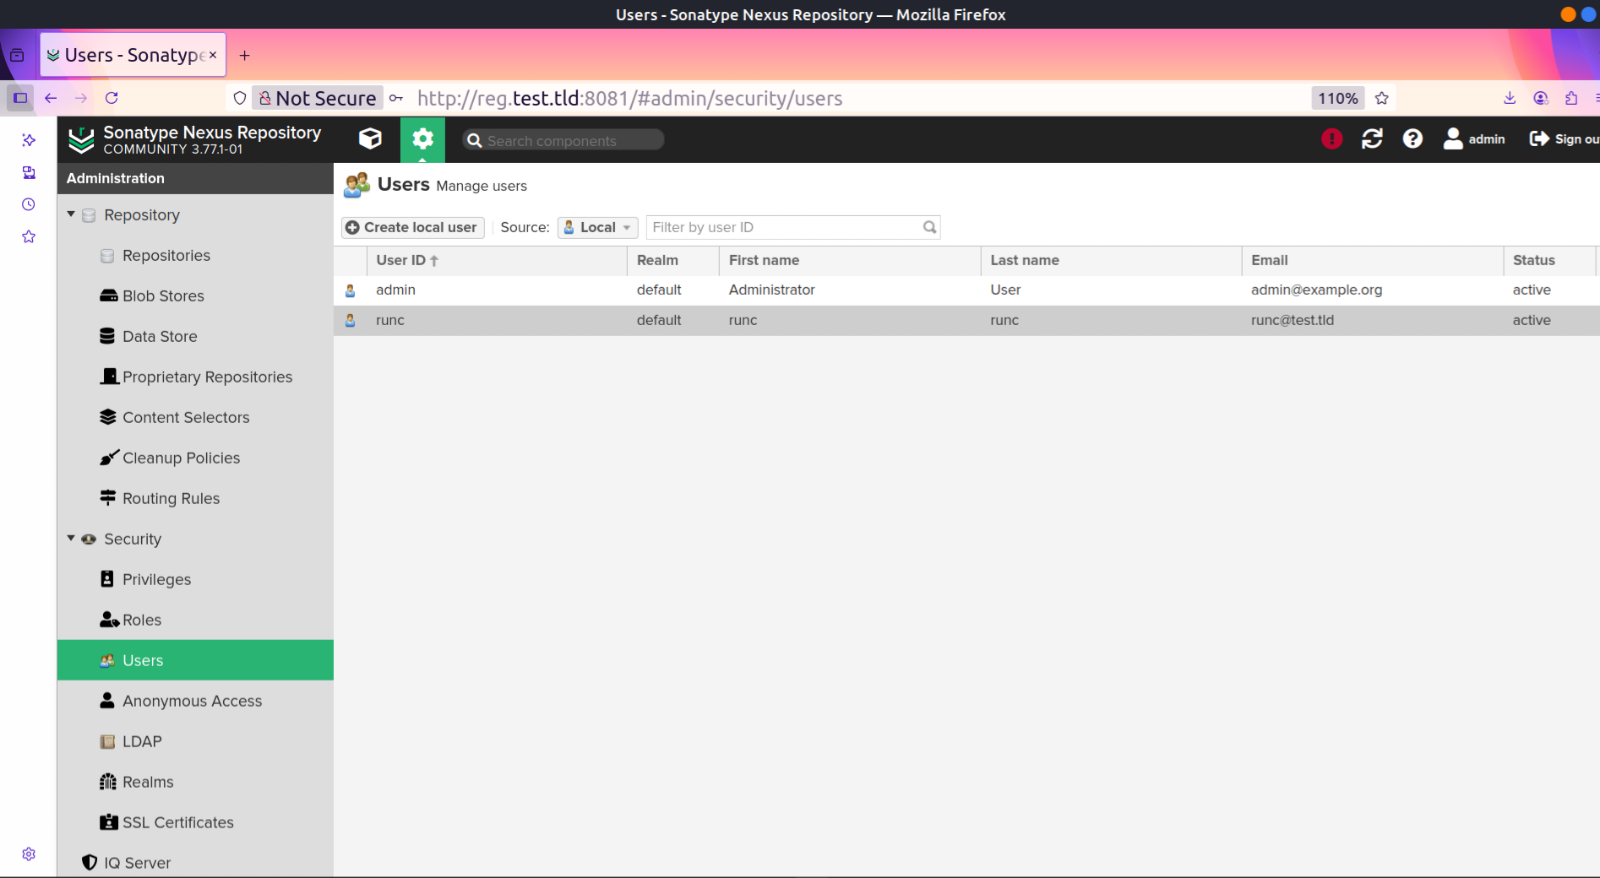 Users - Sonatype Nexus Repository — Mozilla Firefox
Users - Sonatype
Not Secure
http://reg.test.tld:8081/#admin/security/users
110%
Sonatype Nexus Repository
COMMUNITY 3.77.1-01
Search components
admin
Sign ou
Administration
Users Manage users
Repository
Create local user
Source:
Local
Filter by user ID
Repositories
User ID
Realm
First name
Last name
Email
Status
Blob Stores
admin
default
Administrator
User
admin@example.org
active
Data Store
runc
default
runc
runc
runc@test.tld
active
Proprietary Repositories
Content Selectors
Cleanup Policies
Routing Rules
Security
Privileges
Roles
Users
Anonymous Access
LDAP
Realms
SSL Certificates
IQ Server